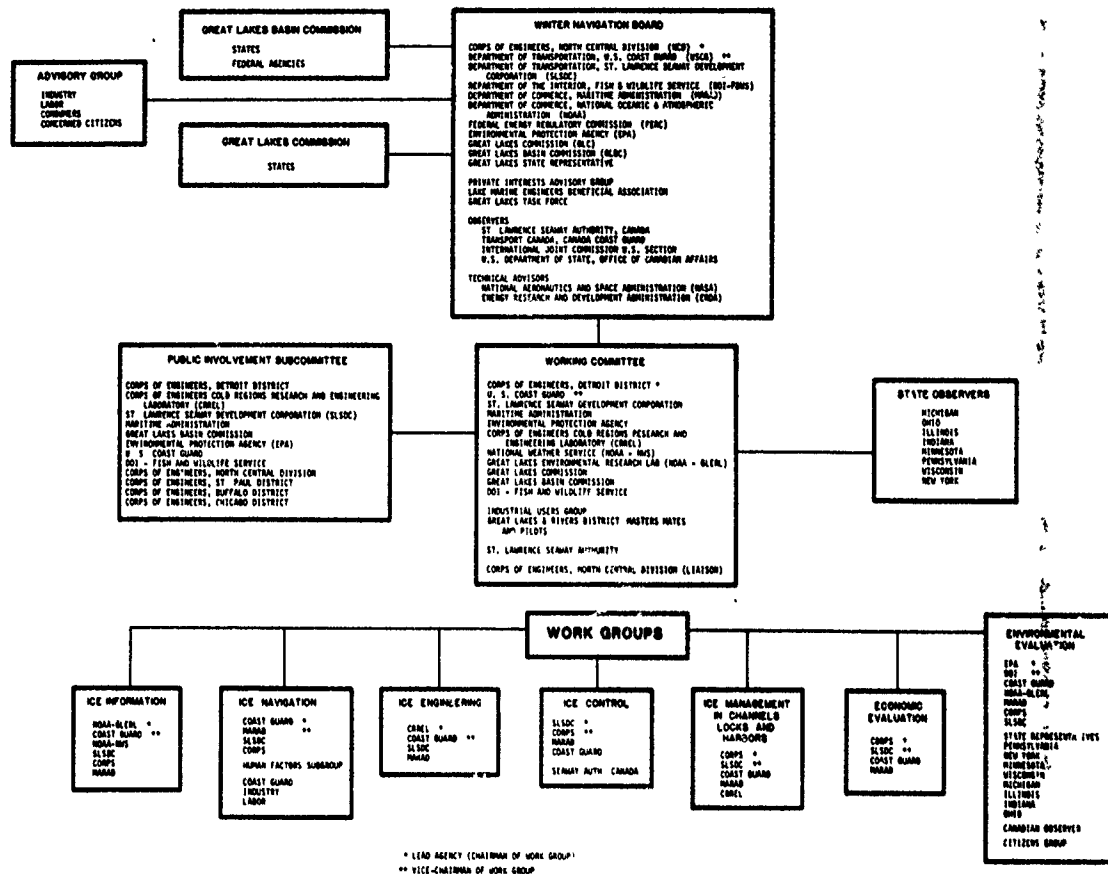 GREAT LAKES BASIN COMMISSION
STATES
FEDERAL AGENCIES
ADVISORY GROUP
INDUSTRY
LABOR
CONSUMERS
CONCERNED CITIZENS
GREAT LAKES COMMISSION
STATES
WINTER NAVIGATION BOARD
CORPS OF ENGINEERS, NORTH CENTRAL DIVISION (NCD) *
DEPARTMENT OF TRANSPORTATION, U.S. COAST GUARD (USCG) **
DEPARTMENT OF TRANSPORTATION, ST. LAWRENCE SEAWAY DEVELOPMENT
CORPORATION (SLSDC)
DEPARTMENT OF THE INTERIOR, FISH & WILDLIFE SERVICE
DEPARTMENT OF COMMERCE, MARITIME ADMINISTRATION
DEPARTMENT OF COMMERCE, NATIONAL OCEANIC & ATMOSPHERIC
ADMINISTRATION (NOAA)
FEDERAL ENERGY REGULATORY COMMISSION (FERC)
ENVIRONMENTAL PROTECTION AGENCY (EPA)
GREAT LAKES COMMISSION (GLC)
GREAT LAKES BASIN COMMISSION (GLBC)
GREAT LAKES STATE REPRESENTATIVE
PRIVATE INTERESTS ADVISORY GROUP
LAKE MARINE ENGINEERS BENEFICIAL ASSOCIATION
GREAT LAKES TASK FORCE
OBSERVERS
ST. LAWRENCE SEAWAY AUTHORITY, CANADA
TRANSPORT CANADA, CANADA COAST GUARD
INTERNATIONAL JOINT COMMISSION U.S. SECTION
U.S. DEPARTMENT OF STATE, OFFICE OF CANADIAN AFFAIRS
TECHNICAL ADVISORS
NATIONAL AERONAUTICS AND SPACE ADMINISTRATION (NASA)
ENERGY RESEARCH AND DEVELOPMENT ADMINISTRATION (ERDA)
PUBLIC INVOLVEMENT SUBCOMMITTEE
CORPS OF ENGINEERS, DETROIT DISTRICT
CORPS OF ENGINEERS COLD REGIONS RESEARCH AND ENGINEERING
LABORATORY (CRREL)
ST. LAWRENCE SEAWAY DEVELOPMENT CORPORATION (SLSDC)
MARITIME ADMINISTRATION
GREAT LAKES BASIN COMMISSION
ENVIRONMENTAL PROTECTION AGENCY (EPA)
U S COAST GUARD
DOI - FISH AND WILDLIFE SERVICE
CORPS OF ENGINEERS, NORTH CENTRAL DIVISION
CORPS OF ENGINEERS, ST PAUL DISTRICT
CORPS OF ENGINEERS, BUFFALO DISTRICT
CORPS OF ENGINEERS, CHICAGO DISTRICT
WORKING COMMITTEE
CORPS OF ENGINEERS, DETROIT DISTRICT *
U. S. COAST GUARD **
ST. LAWRENCE SEAWAY DEVELOPMENT CORPORATION
MARITIME ADMINISTRATION
ENVIRONMENTAL PROTECTION AGENCY
CORPS OF ENGINEERS COLD REGIONS RESEARCH AND
ENGINEERING LABORATORY (CRREL)
NATIONAL WEATHER SERVICE (NOAA - NWS)
GREAT LAKES ENVIRONMENTAL RESEARCH LAB (NOAA - GLERL)
GREAT LAKES COMMISSION
GREAT LAKES BASIN COMMISSION
DOI - FISH AND WILDLIFE SERVICE
INDUSTRIAL USERS GROUP
GREAT LAKES & RIVERS DISTRICT MASTERS MATES
AND PILOTS
ST. LAWRENCE SEAWAY AUTHORITY
CORPS OF ENGINEERS, NORTH CENTRAL DIVISION (LIAISON)
STATE OBSERVERS
MICHIGAN
OHIO
ILLINOIS
INDIANA
MINNESOTA
PENNSYLVANIA
WISCONSIN
NEW YORK
WORK GROUPS
ICE INFORMATION
NOAA-GLERL *
COAST GUARD **
NOAA-NWS
SLSDC
CORPS
MARAD
ICE NAVIGATION
COAST GUARD *
MARAD **
SLSDC
CORPS
HUMAN FACTORS SUBGROUP
COAST GUARD
INDUSTRY
LABOR
ICE ENGINEERING
CRREL *
COAST GUARD **
SLSDC
MARAD
ICE CONTROL
SLSDC *
CORPS **
MARAD
COAST GUARD
SEAWAY AUTH CANADA
ICE MANAGEMENT
IN CHANNELS
LOCKS AND
HARBORS
CORPS *
SLSDC **
COAST GUARD
MARAD
CRREL
ECONOMIC
EVALUATION
CORPS *
SLSDC **
COAST GUARD
MARAD
ENVIRONMENTAL
EVALUATION
EPA *
DOI **
COAST GUARD
NOAA-GLERL
MARAD
CORPS
SLSDC
STATE REPRESENTATIVES
PENNSYLVANIA
NEW YORK
MINNESOTA
WISCONSIN
MICHIGAN
ILLINOIS
INDIANA
OHIO
CANADIAN OBSERVER
CITIZENS GROUP
* LEAD AGENCY (CHAIRMAN OF WORK GROUP)
** VICE-CHAIRMAN OF WORK GROUP